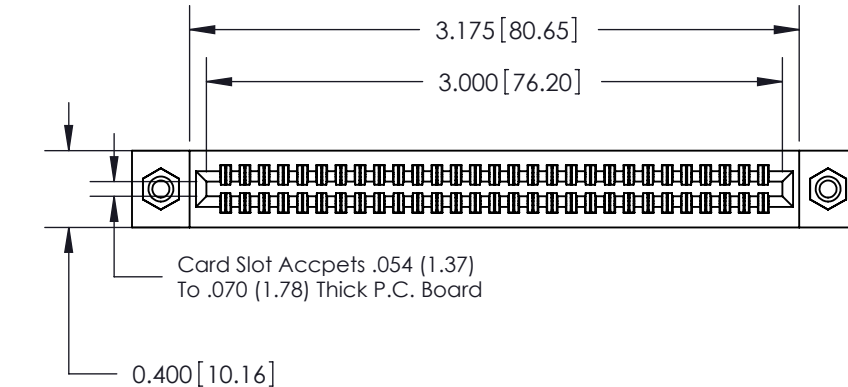 3.175[80.65]
3.000[76.20]
Card Slot Accpets .054 (1.37)
To .070 (1.78) Thick P.C. Board
0.400[10.16]